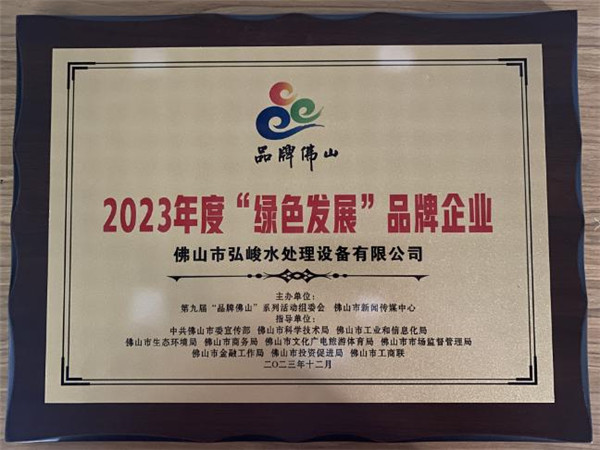 品牌佛山
2023年度“绿色发展”品牌企业
佛山市弘峻水处理设备有限公司
主办单位：
第九届“品牌佛山”系列活动组委会 佛山市新闻传媒中心
指导单位：
中共佛山市委宣传部 佛山市科学技术局 佛山市工业和信息化局
佛山市生态环境局 佛山市商务局 佛山市文化广电旅游体育局 佛山市市场监督管理局
佛山市金融工作局 佛山市投资促进局 佛山市工商联
二〇二三年十二月